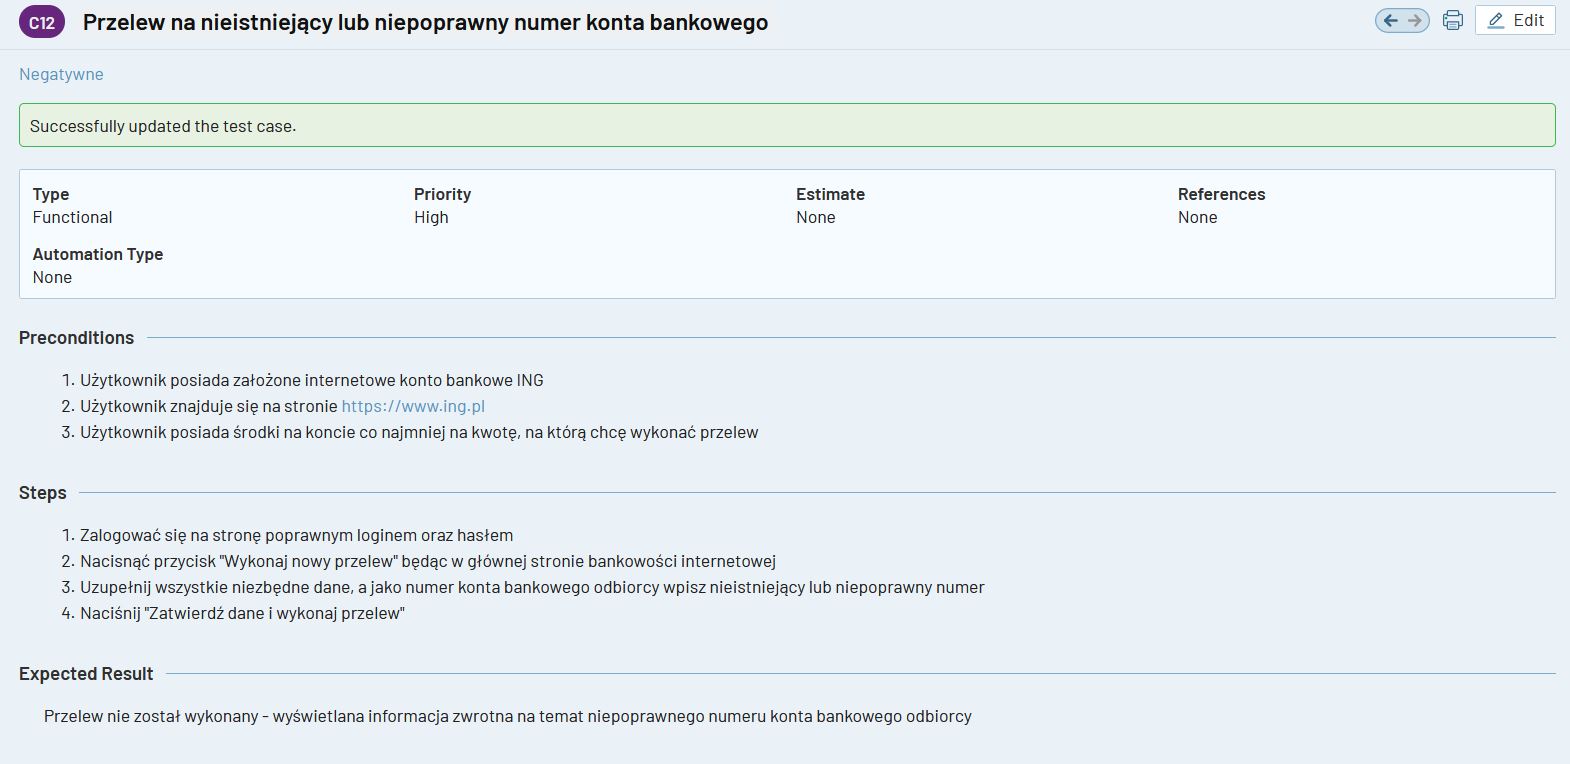 C12 Przelew na nieistniejący lub niepoprawny numer konta bankowego Edit
Negatywne
Successfully updated the test case.
Type Priority Estimate References
Functional High None None
Automation Type
None
Preconditions
1. Użytkownik posiada założone internetowe konto bankowe ING
2. Użytkownik znajduje się na stronie https://www.ing.pl
3. Użytkownik posiada środki na koncie co najmniej na kwotę, na którą chcę wykonać przelew
Steps
1. Zalogować się na stronę poprawnym loginem oraz hasłem
2. Nacisnąć przycisk "Wykonaj nowy przelew" będąc w głównej stronie bankowości internetowej
3. Uzupełnij wszystkie niezbędne dane, a jako numer konta bankowego odbiorcy wpisz nieistniejący lub niepoprawny numer
4. Naciśnij "Zatwierdź dane i wykonaj przelew"
Expected Result
Przelew nie został wykonany - wyświetlana informacja zwrotna na temat niepoprawnego numeru konta bankowego odbiorcy